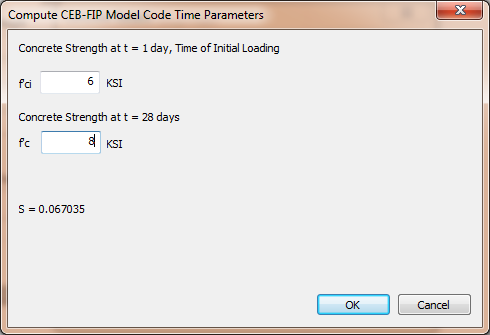 Compute CEB-FIP Model Code Time Parameters
Concrete Strength at t = 1 day, Time of Initial Loading
f'ci 6 KSI
Concrete Strength at t = 28 days
f'c 8 KSI
S = 0.067035
OK Cancel